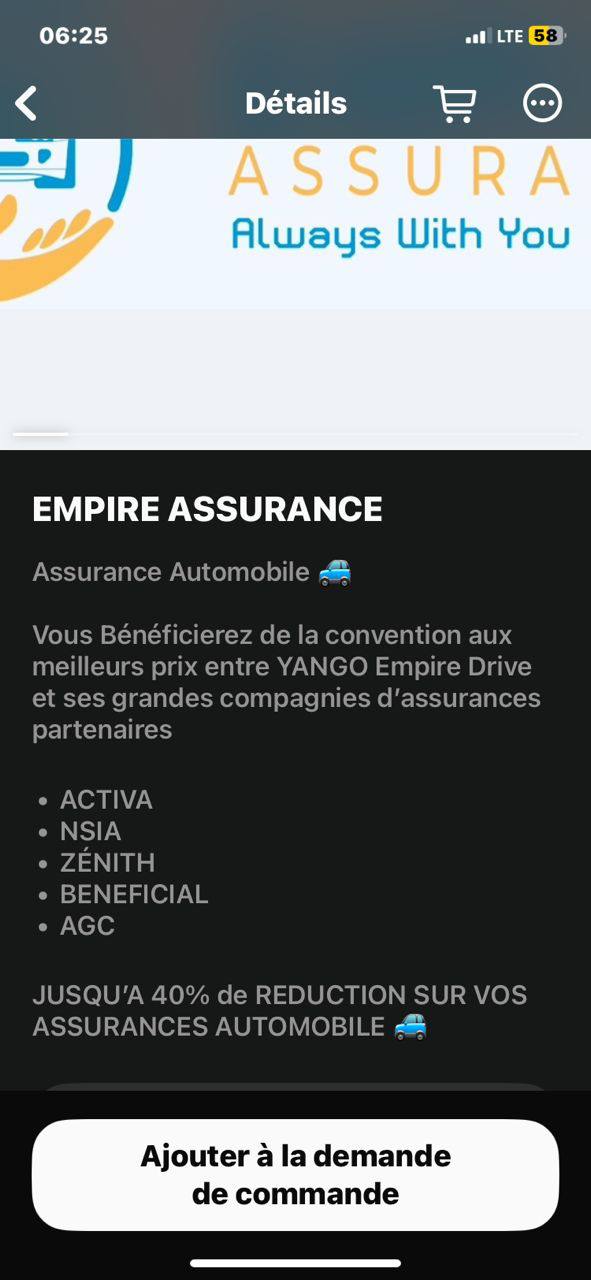 06:25
LTE 58
Détails
ASSURA
Always With You
EMPIRE ASSURANCE
Assurance Automobile 🚙
Vous Bénéficierez de la convention aux
meilleurs prix entre YANGO Empire Drive
et ses grandes compagnies d’assurances
partenaires
• ACTIVA
• NSIA
• ZÉNITH
• BENEFICIAL
• AGC
JUSQU’A 40% de REDUCTION SUR VOS
ASSURANCES AUTOMOBILE 🚙
Ajouter à la demande
de commande